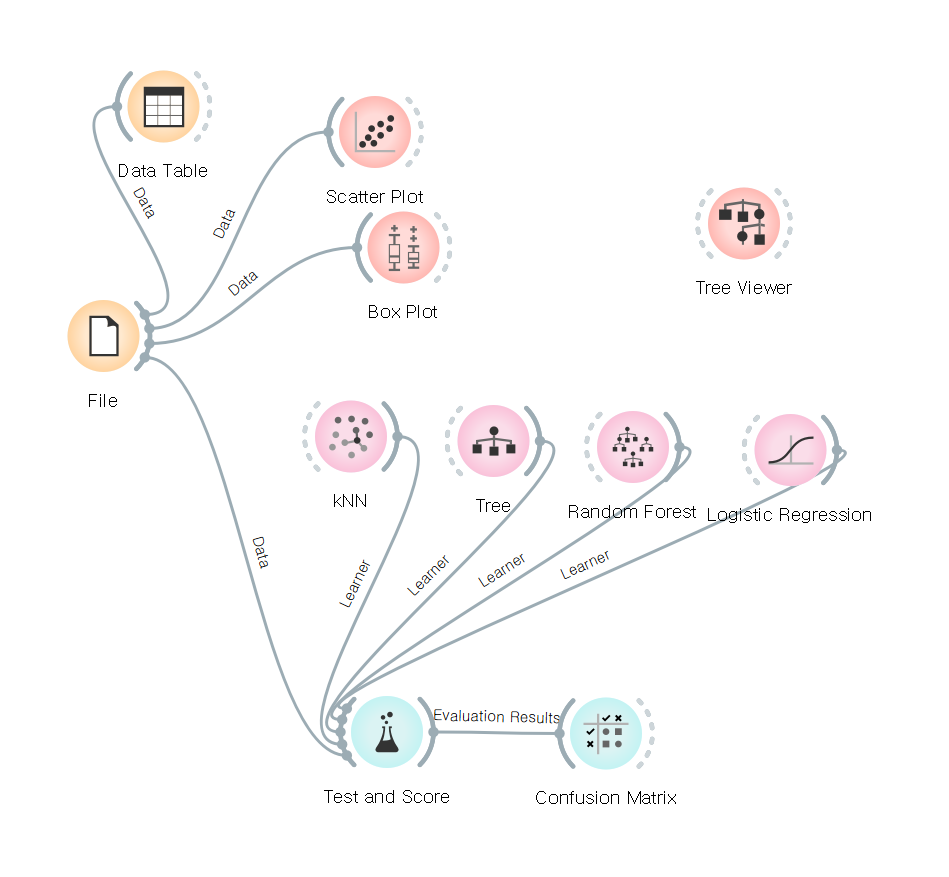 Data Table
Scatter Plot
Data
Data
Data
Box Plot
Tree Viewer
File
kNN
Tree
Random Forest
Logistic Regression
Data
Learner
Learner
Learner
Learner
Evaluation Results
Test and Score
Confusion Matrix